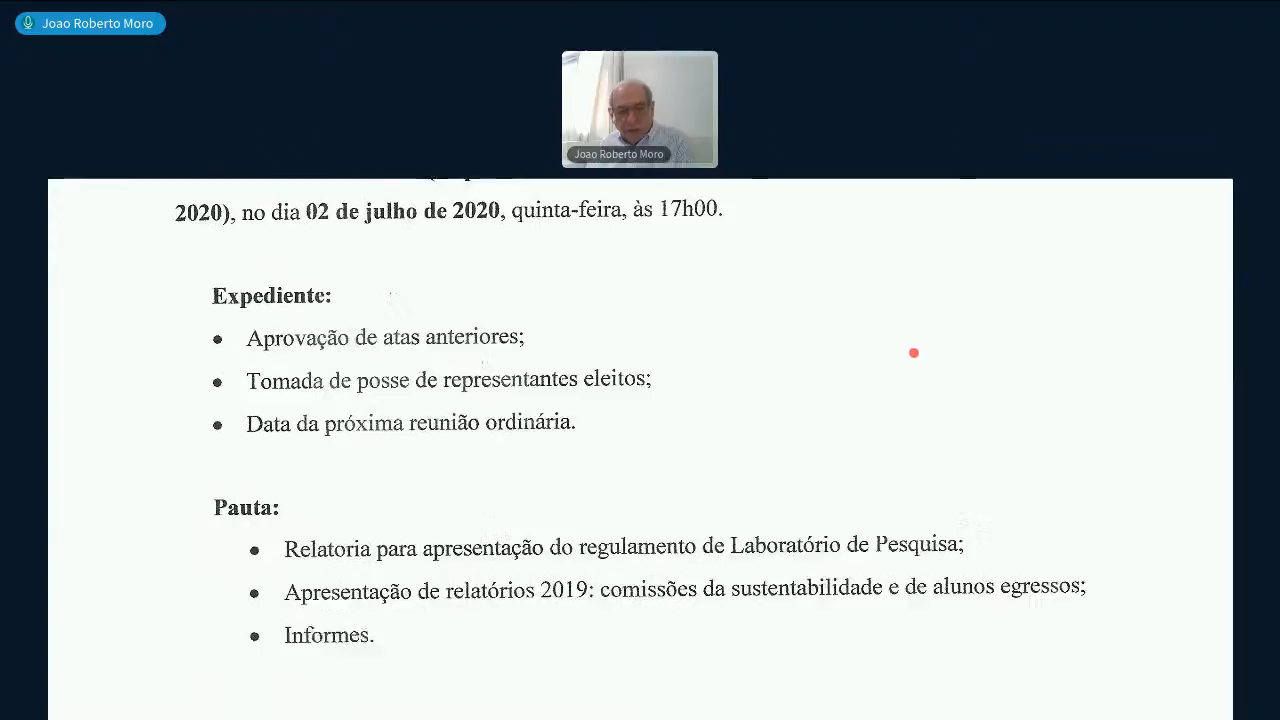 Joao Roberto Moro
Joao Roberto Moro
2020), no dia 02 de julho de 2020, quinta-feira, às 17h00.
Expediente:
• Aprovação de atas anteriores;
• Tomada de posse de representantes eleitos;
• Data da próxima reunião ordinária.
Pauta:
• Relatoria para apresentação do regulamento de Laboratório de Pesquisa;
• Apresentação de relatórios 2019: comissões da sustentabilidade e de alunos egressos;
• Informes.